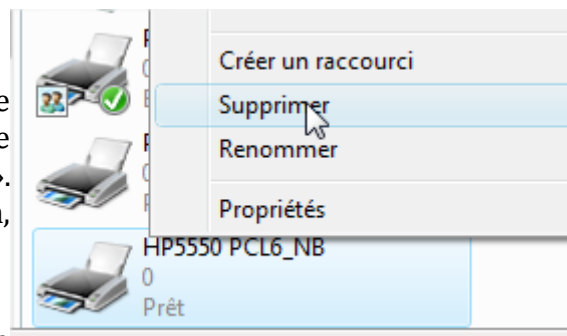 Créer un raccourci
Supprimer
Renommer
Propriétés
HP5550 PCL6_NB
0
Prêt